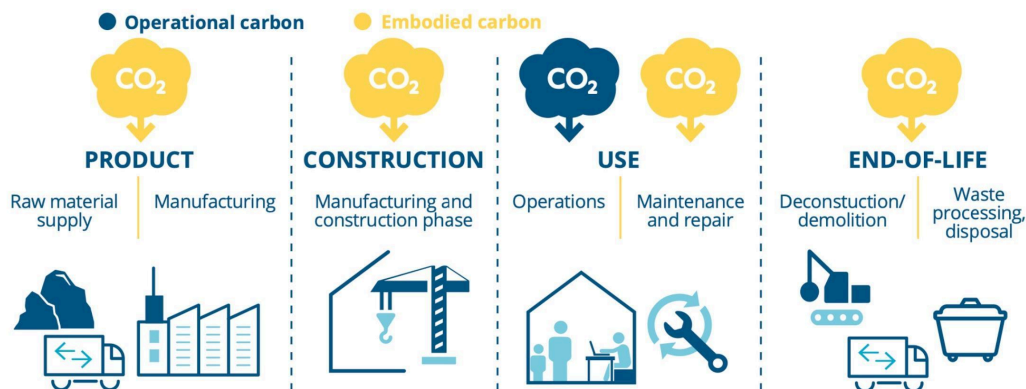 Operational carbon
Embodied carbon
CO₂
CO₂
CO₂
CO₂
CO₂
PRODUCT
CONSTRUCTION
USE
END-OF-LIFE
Raw material
supply
Manufacturing
Manufacturing and
construction phase
Operations
Maintenance
and repair
Deconstuction/
demolition
Waste
processing,
disposal